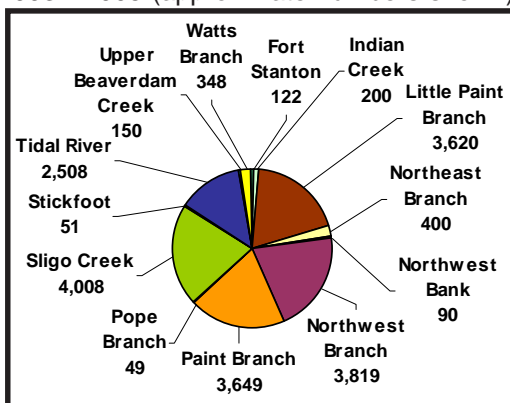 Watts
Branch
348
Fort
Stanton
122
Indian
Creek
200
Upper
Beaverdam
Creek
150
Little Paint
Branch
3,620
Tidal River
2,508
Northeast
Branch
400
Stickfoot
51
Sligo Creek
4,008
Northwest
Bank
90
Pope
Branch
49
Paint Branch
3,649
Northwest
Branch
3,819